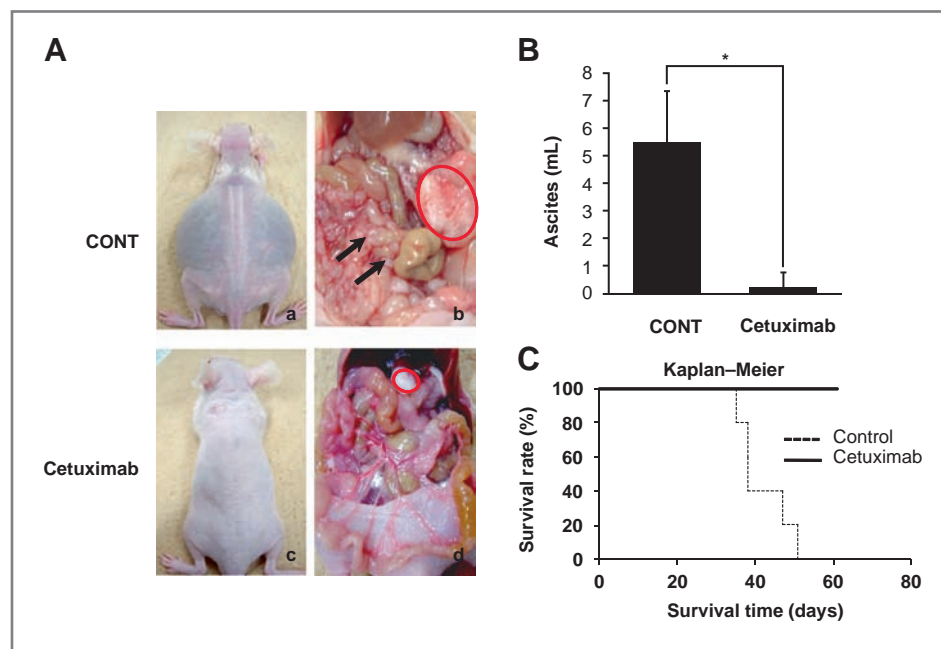 A
CONT
a
b
Cetuximab
c
d
B
*
Ascites (mL)
8
7
6
5
4
3
2
1
0
CONT Cetuximab
C
Kaplan–Meier
Survival rate (%)
100
80
60
40
20
0
Control
Cetuximab
0 20 40 60 80
Survival time (days)